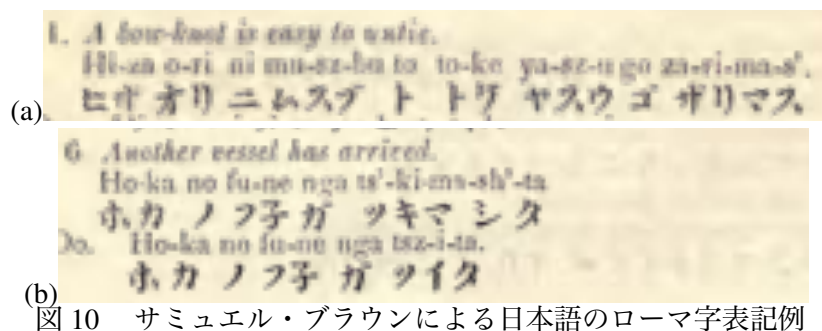 1. A bow-knot is easy to untie.
Hi-za o-ri ni mu-sz-bu to to-ke ya-sz-u go za-ri-ma-s'.
(a) ヒザ オリ ニ ムスブ ト トケ ヤスウ ゴ ザリマス
6 Another vessel has arrived.
Ho-ka no fu-ne nga ts'-ki-ma-sh'-ta
ホカ ノ フ子 ガ ツキマ シ タ
Do. Ho-ka no fu-ne nga tsz-i-ta.
(b) ホカ ノ フ子 ガ ツイタ
図 10 サミュエル・ブラウンによる日本語のローマ字表記例